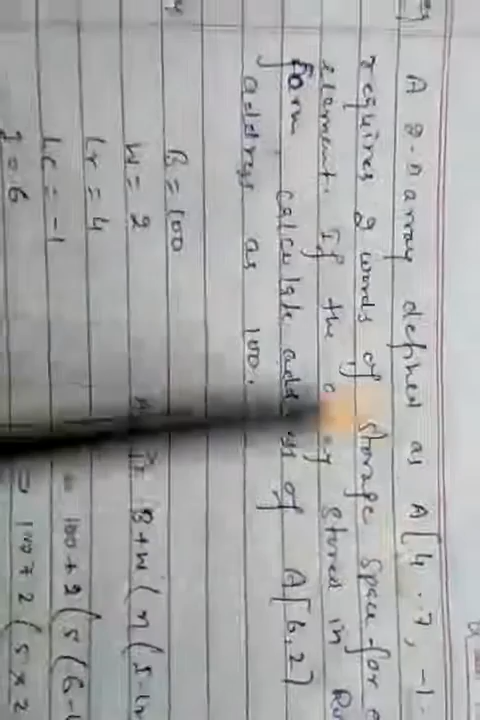 A 2-D array defined as A[4..7, -1..
requires 2 words of storage space for
element. If the stored in
form calculate address of A[6,2)
address as 100.
B = 100
W = 2
Lr = 4
Lc = -1
I = 6
B + W (n (I - Lr
= 100 + 2 (5 (6 - 4
= 100 + 2 (5 x 2